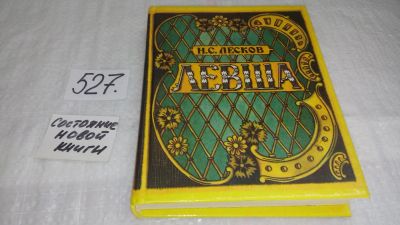 527.
СОСТОЯНИЕ
НОВОЙ
КНИГИ
Н.С. ЛЕСКОВ
ЛЕВША